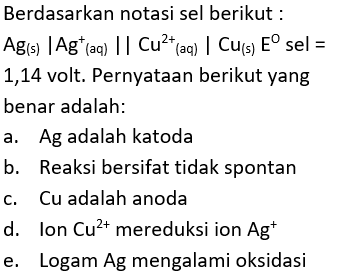 Berdasarkan notasi sel berikut :
Ag(s) |Ag⁺(aq) || Cu²⁺(aq) | Cu(s) E⁰ sel =
1,14 volt. Pernyataan berikut yang
benar adalah:
a. Ag adalah katoda
b. Reaksi bersifat tidak spontan
c. Cu adalah anoda
d. Ion Cu²⁺ mereduksi ion Ag⁺
e. Logam Ag mengalami oksidasi